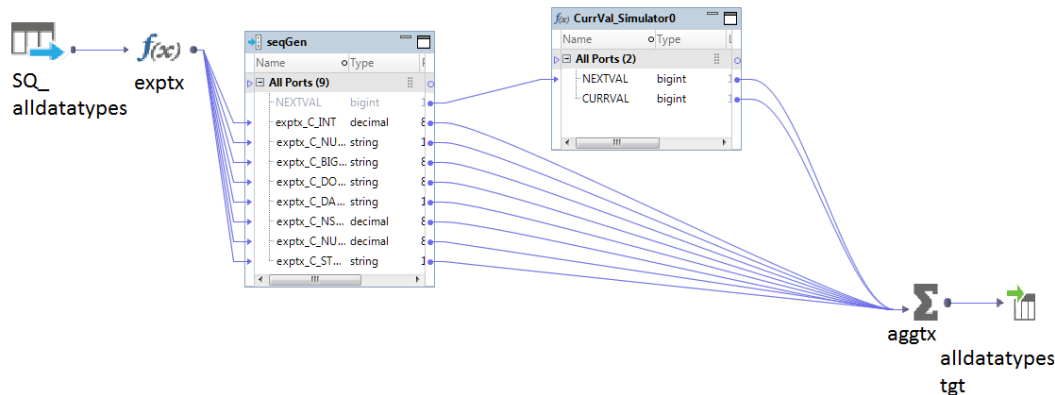 SQ_
alldatatypes
f(x)
exptx
seqGen
Name Type
All Ports (9)
NEXTVAL bigint
exptx_C_INT decimal
exptx_C_NU... string
exptx_C_BIG... string
exptx_C_DO... string
exptx_C_DA... string
exptx_C_NS... decimal
exptx_C_NU... decimal
exptx_C_ST... string
f(x) CurrVal_Simulator0
Name Type
All Ports (2)
NEXTVAL bigint
CURRVAL bigint
Σ
aggtx
alldatatypes
tgt